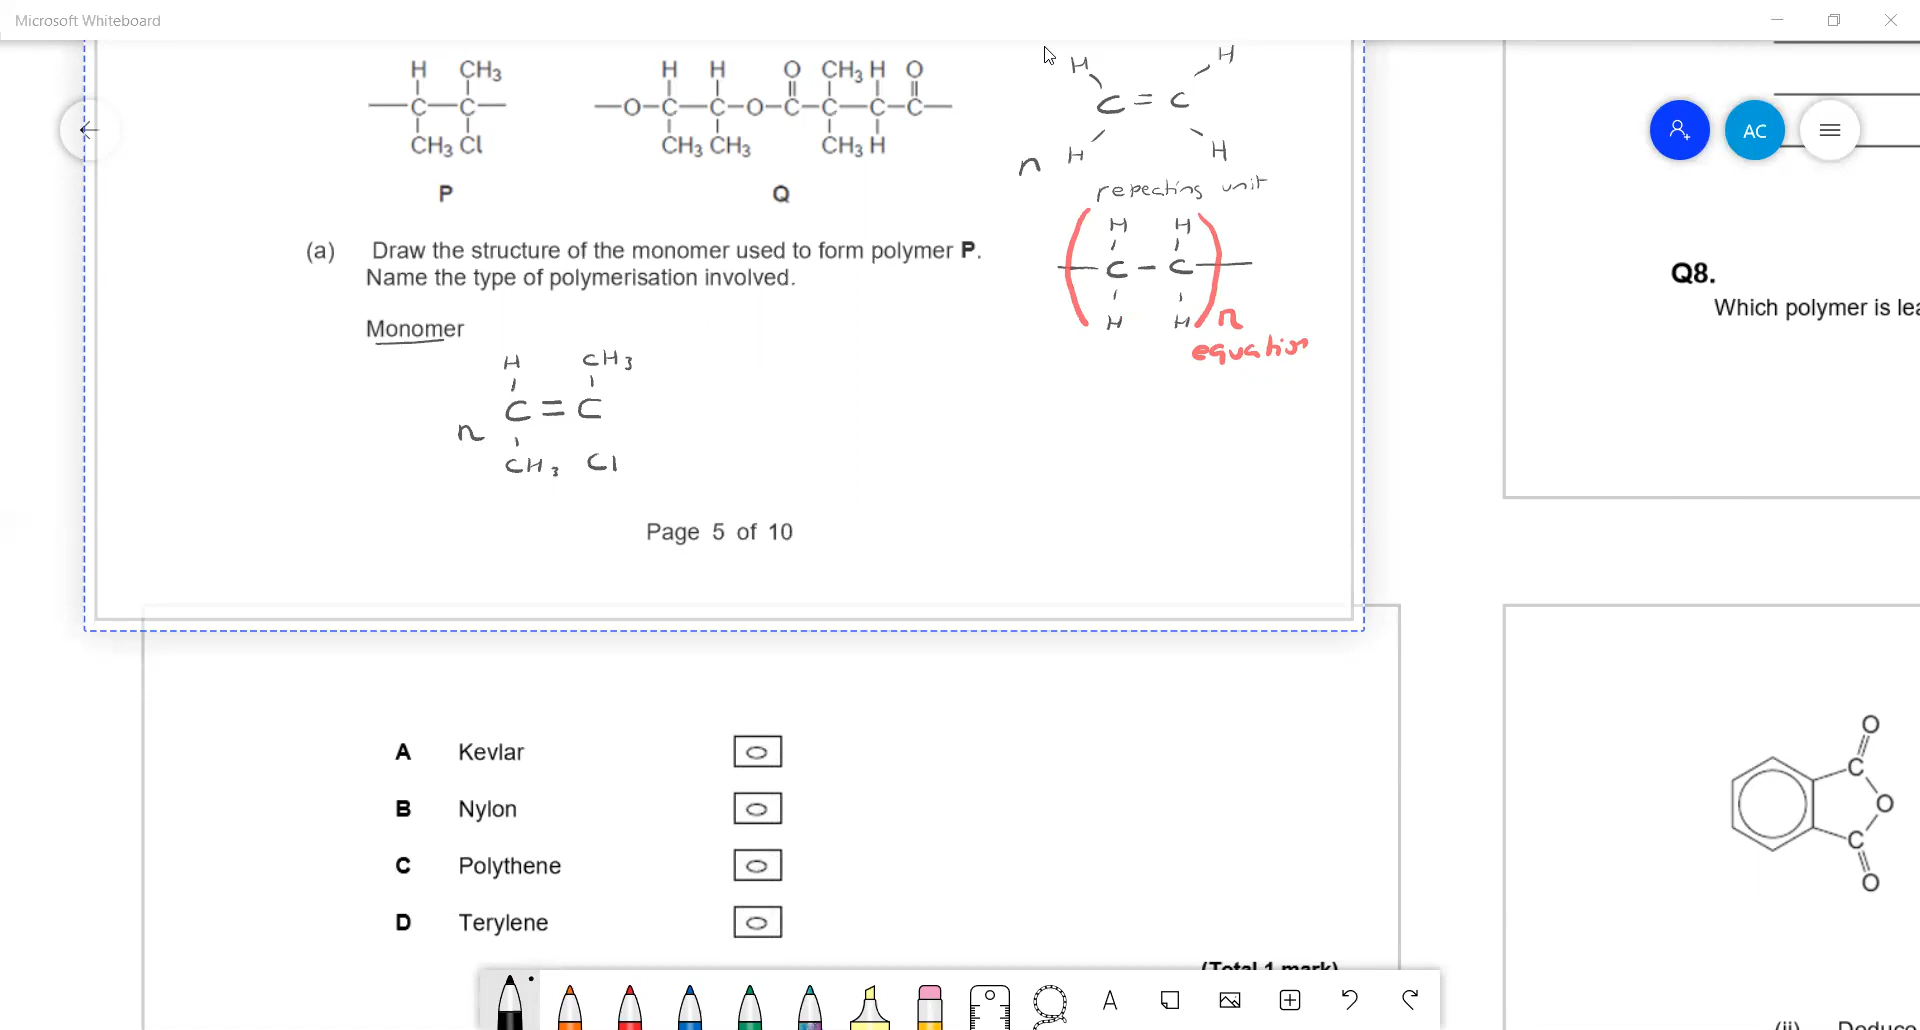 Microsoft Whiteboard
H CH₃
—C—C—
CH₃ Cl
P
H H O CH₃ H O
—O—C—C—O—C—C—C—C—
CH₃ CH₃ CH₃ H
Q
(a) Draw the structure of the monomer used to form polymer P.
Name the type of polymerisation involved.
Monomer
H CH₃
C=C
n
CH₃ Cl
H H
C=C
n H H
repeating unit
H H
—C—C—
H H n
equation
Page 5 of 10
A Kevlar
B Nylon
C Polythene
D Terylene
(Total 1 mark)
AC
Q8.
Which polymer is lea
O
C
O
C
O
(ii) Deduce
A